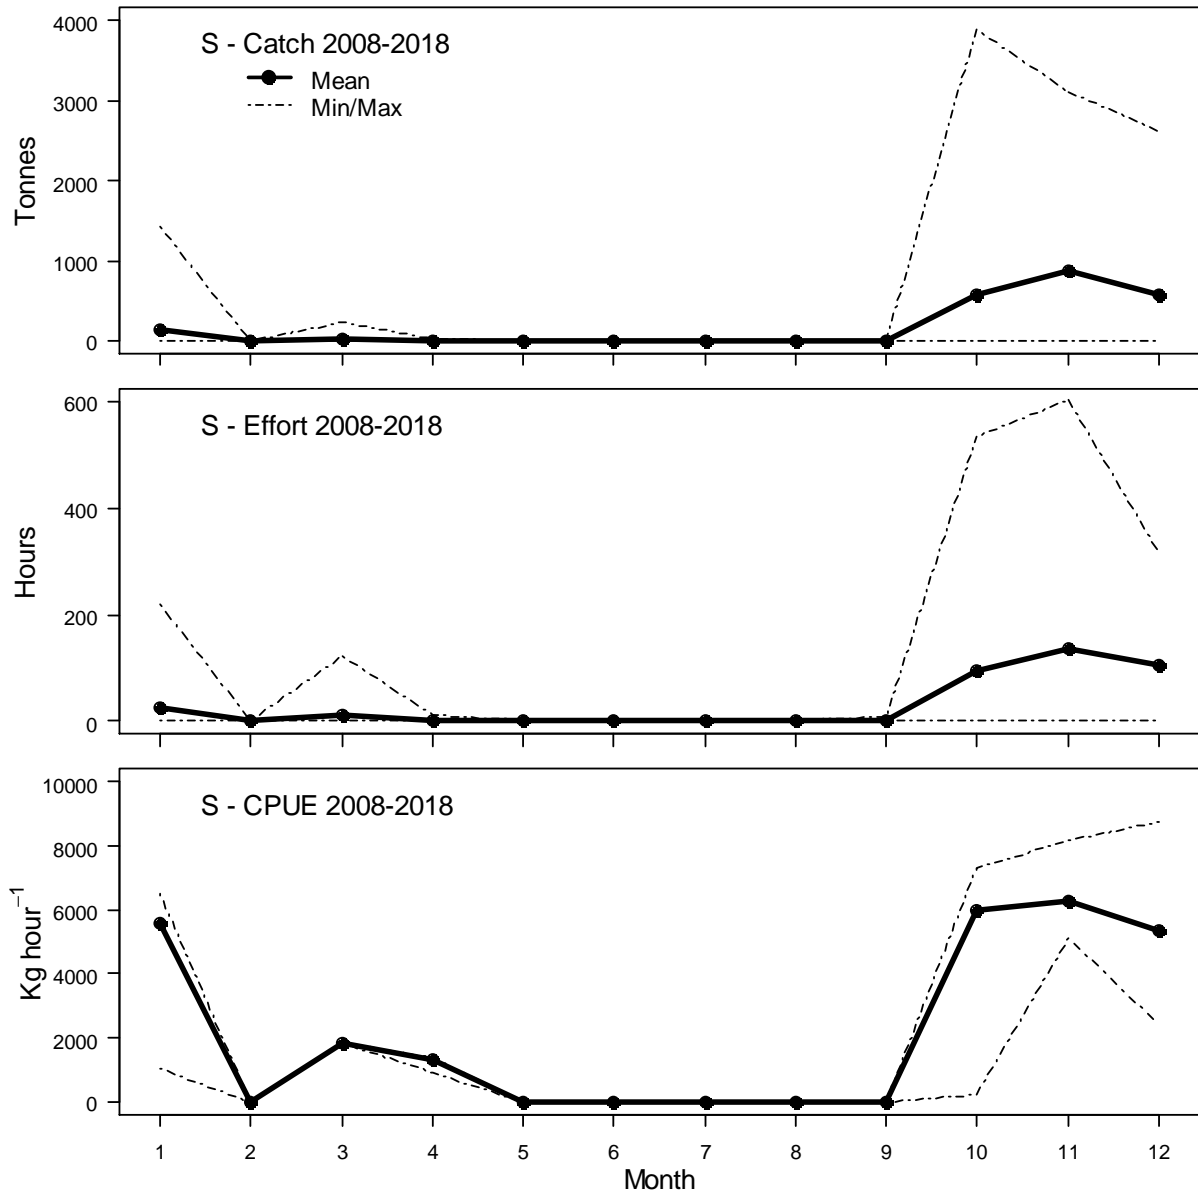 S - Catch 2008-2018
Mean
Min/Max
Tonnes
4000
3000
2000
1000
0
S - Effort 2008-2018
Hours
600
400
200
0
S - CPUE 2008-2018
Kg hour⁻¹
10000
8000
6000
4000
2000
0
1 2 3 4 5 6 7 8 9 10 11 12
Month